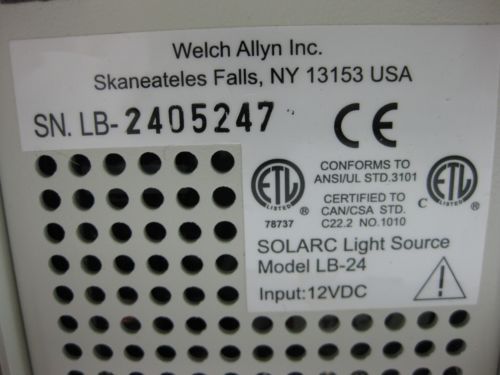 Welch Allyn Inc.
Skaneateles Falls, NY 13153 USA
SN. LB-2405247
CE
ETL
LISTED
®
78737
CONFORMS TO
ANSI/UL STD.3101
CERTIFIED TO
CAN/CSA STD.
C22.2 NO.1010
C
ETL
LISTED
®
SOLARC Light Source
Model LB-24
Input:12VDC
!